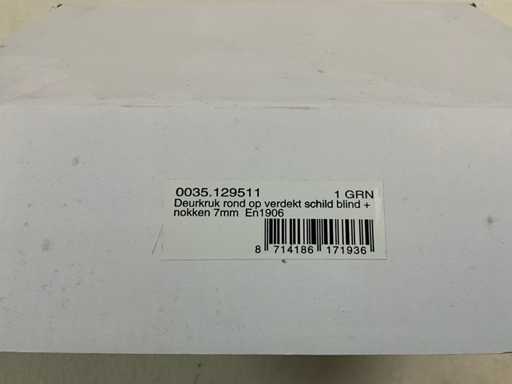 0035.129511 1 GRN
Deurkruk rond op verdekt schild blind +
nokken 7mm En1906
8 714186 171936